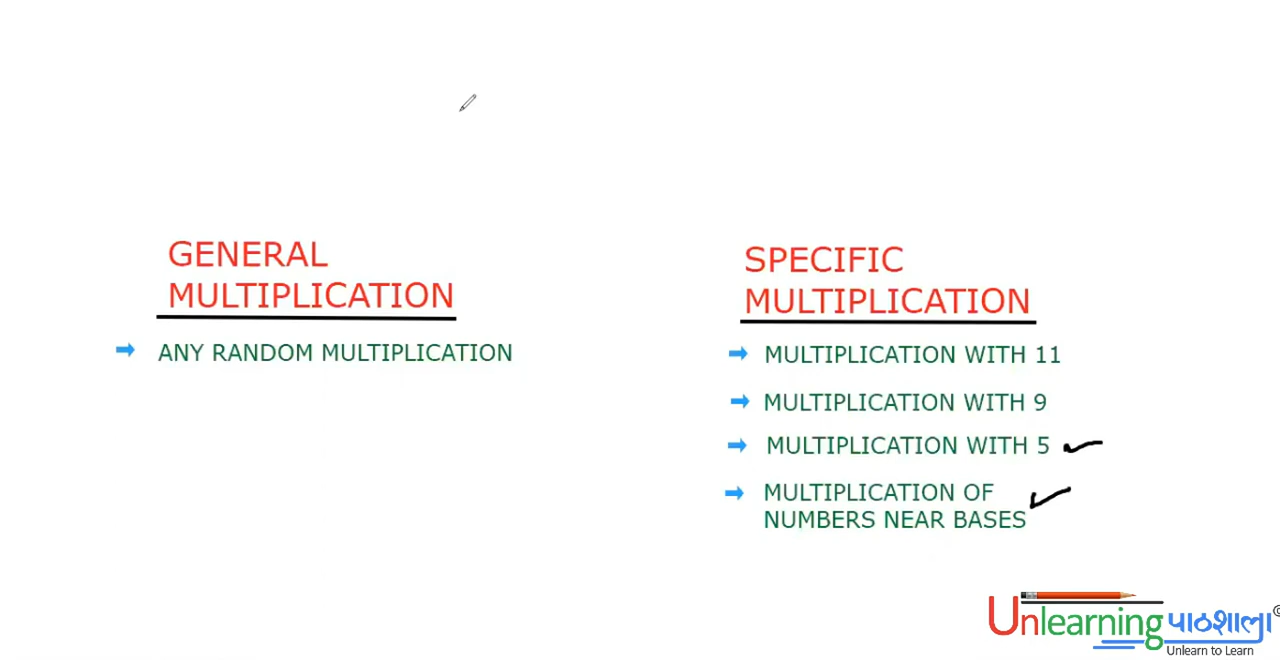 GENERAL
MULTIPLICATION
ANY RANDOM MULTIPLICATION
SPECIFIC
MULTIPLICATION
MULTIPLICATION WITH 11
MULTIPLICATION WITH 9
MULTIPLICATION WITH 5
MULTIPLICATION OF
NUMBERS NEAR BASES
Unlearning પાઠશાલા ©
Unlearn to Learn